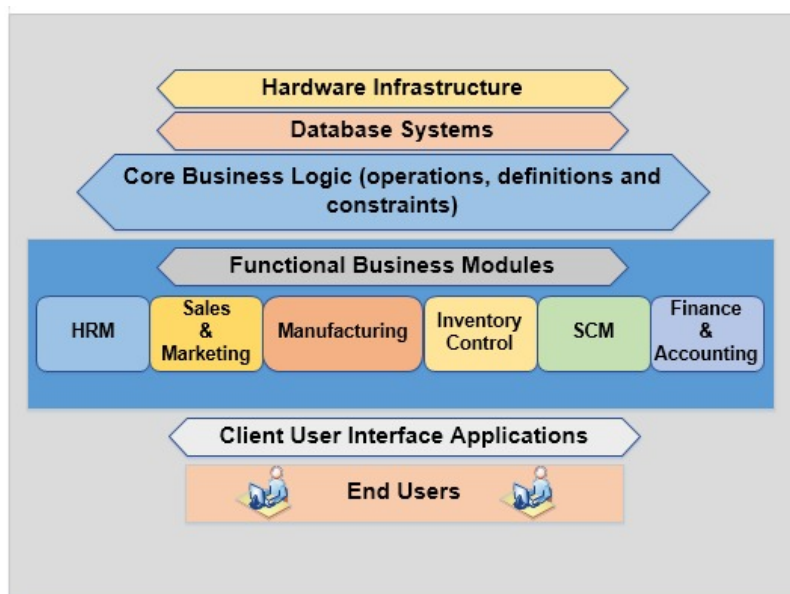 Hardware Infrastructure
Database Systems
Core Business Logic (operations, definitions and
constraints)
Functional Business Modules
HRM
Sales
&
Marketing
Manufacturing
Inventory
Control
SCM
Finance
&
Accounting
Client User Interface Applications
End Users